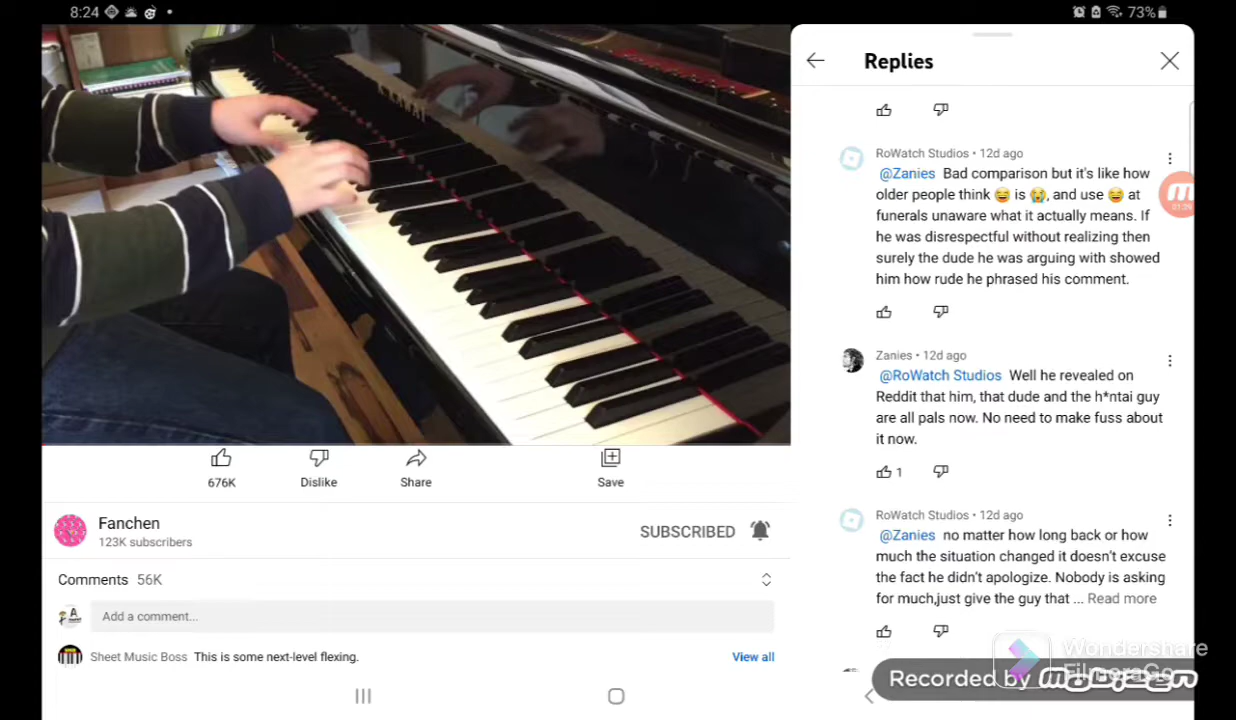 8:24
73%
Replies
RoWatch Studios • 12d ago
@Zanies Bad comparison but it's like how
older people think 😂 is 😭, and use 😂 at
funerals unaware what it actually means. If
he was disrespectful without realizing then
surely the dude he was arguing with showed
him how rude he phrased his comment.
Zanies • 12d ago
@RoWatch Studios Well he revealed on
Reddit that him, that dude and the h*ntai guy
are all pals now. No need to make fuss about
it now.
1
RoWatch Studios • 12d ago
@Zanies no matter how long back or how
much the situation changed it doesn't excuse
the fact he didn't apologize. Nobody is asking
for much,just give the guy that ... Read more
676K
Dislike
Share
Save
Fanchen
123K subscribers
SUBSCRIBED
Comments 56K
Add a comment...
Sheet Music Boss This is some next-level flexing.
View all
Wondershare
FilmoraGo
Recorded by MOBIZEN